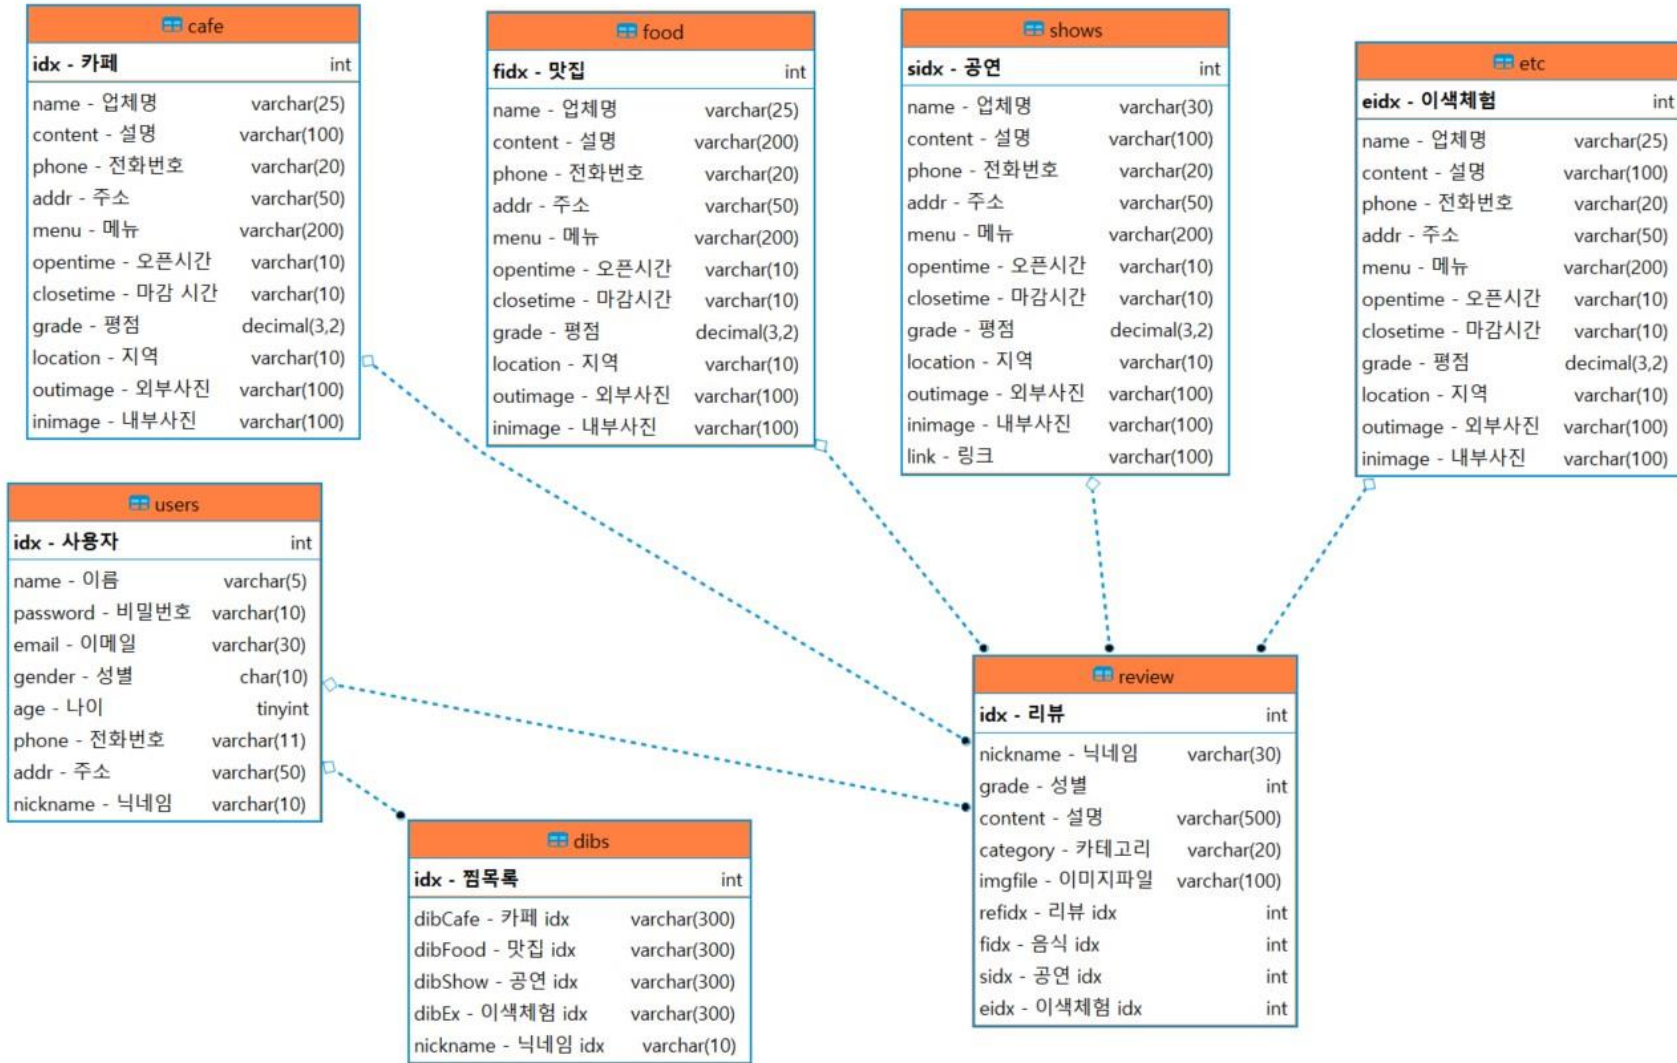 cafe
idx - 카페 int
name - 업체명 varchar(25)
content - 설명 varchar(100)
phone - 전화번호 varchar(20)
addr - 주소 varchar(50)
menu - 메뉴 varchar(200)
opentime - 오픈시간 varchar(10)
closetime - 마감 시간 varchar(10)
grade - 평점 decimal(3,2)
location - 지역 varchar(10)
outimage - 외부사진 varchar(100)
inimage - 내부사진 varchar(100)
food
fidx - 맛집 int
name - 업체명 varchar(25)
content - 설명 varchar(200)
phone - 전화번호 varchar(20)
addr - 주소 varchar(50)
menu - 메뉴 varchar(200)
opentime - 오픈시간 varchar(10)
closetime - 마감시간 varchar(10)
grade - 평점 decimal(3,2)
location - 지역 varchar(10)
outimage - 외부사진 varchar(100)
inimage - 내부사진 varchar(100)
shows
sidx - 공연 int
name - 업체명 varchar(30)
content - 설명 varchar(100)
phone - 전화번호 varchar(20)
addr - 주소 varchar(50)
menu - 메뉴 varchar(200)
opentime - 오픈시간 varchar(10)
closetime - 마감시간 varchar(10)
grade - 평점 decimal(3,2)
location - 지역 varchar(10)
outimage - 외부사진 varchar(100)
inimage - 내부사진 varchar(100)
link - 링크 varchar(100)
etc
eidx - 이색체험 int
name - 업체명 varchar(25)
content - 설명 varchar(100)
phone - 전화번호 varchar(20)
addr - 주소 varchar(50)
menu - 메뉴 varchar(200)
opentime - 오픈시간 varchar(10)
closetime - 마감시간 varchar(10)
grade - 평점 decimal(3,2)
location - 지역 varchar(10)
outimage - 외부사진 varchar(100)
inimage - 내부사진 varchar(100)
users
idx - 사용자 int
name - 이름 varchar(5)
password - 비밀번호 varchar(10)
email - 이메일 varchar(30)
gender - 성별 char(10)
age - 나이 tinyint
phone - 전화번호 varchar(11)
addr - 주소 varchar(50)
nickname - 닉네임 varchar(10)
dibs
idx - 찜목록 int
dibCafe - 카페 idx varchar(300)
dibFood - 맛집 idx varchar(300)
dibShow - 공연 idx varchar(300)
dibEx - 이색체험 idx varchar(300)
nickname - 닉네임 idx varchar(10)
review
idx - 리뷰 int
nickname - 닉네임 varchar(30)
grade - 성별 int
content - 설명 varchar(500)
category - 카테고리 varchar(20)
imgfile - 이미지파일 varchar(100)
refidx - 리뷰 idx int
fidx - 음식 idx int
sidx - 공연 idx int
eidx - 이색체험 idx int